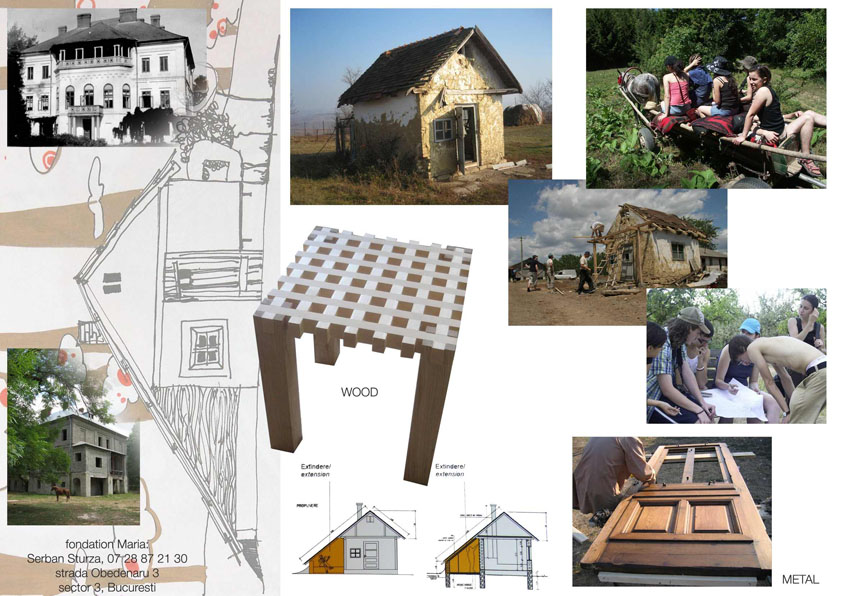 WOOD
Extindere/
extension
Extindere/
extension
PROPUNERE
fondation Maria:
Serban Sturza, 07 28 87 21 30
strada Obedenaru 3
sector 3, Bucuresti
METAL